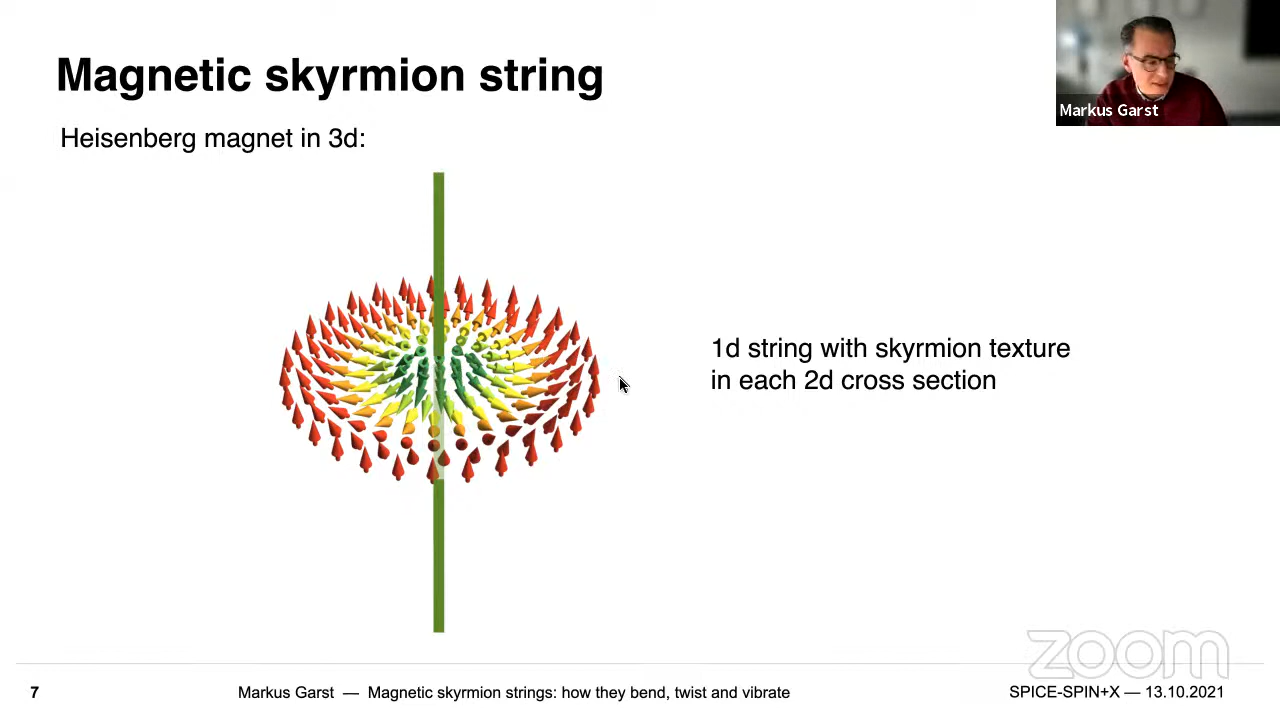 Magnetic skyrmion string
Markus Garst
Heisenberg magnet in 3d:
1d string with skyrmion texture
in each 2d cross section
zoom
7
Markus Garst — Magnetic skyrmion strings: how they bend, twist and vibrate
SPICE-SPIN+X — 13.10.2021